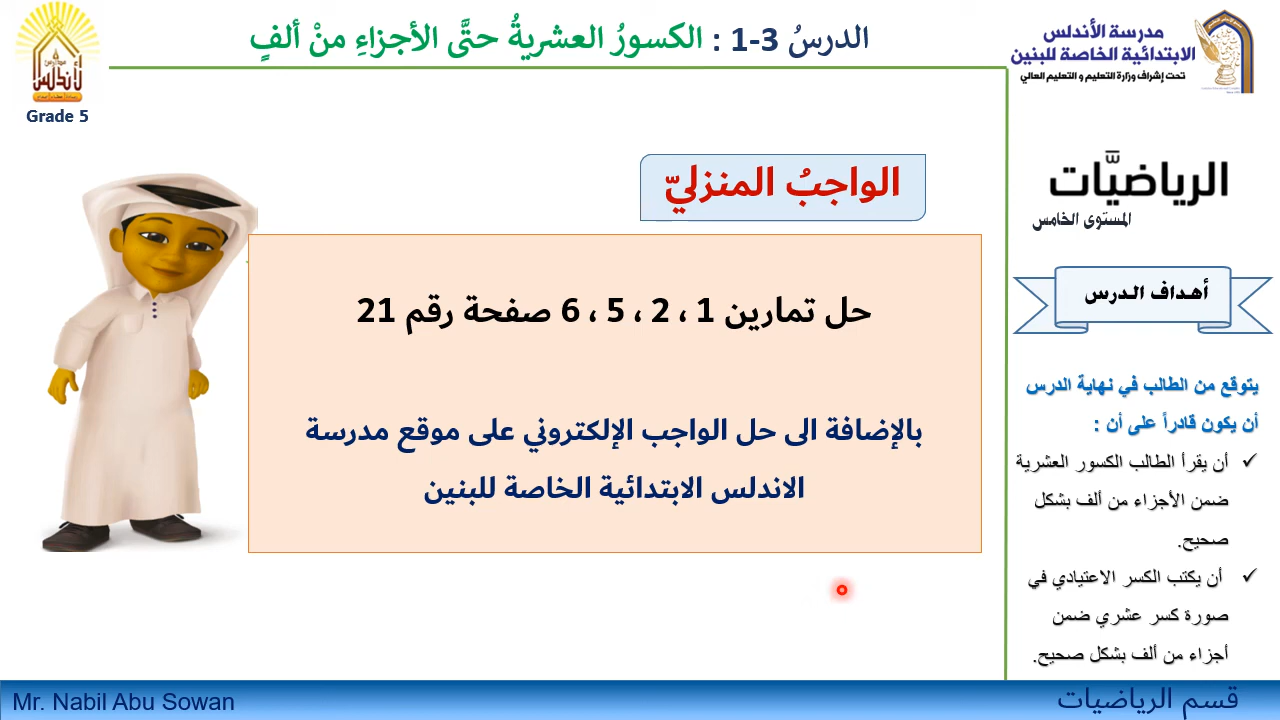 مدرسة الأندلس
الابتدائية الخاصة للبنين
تحت إشراف وزارة التعليم و التعليم العالي
الدرسُ 3-1 : الكسورُ العشريةُ حتَّى الأجزاءِ منْ ألفٍ
Grade 5
الرياضيَّات
المستوى الخامس
أهداف الدرس
يتوقع من الطالب في نهاية الدرس
أن يكون قادراً على أن :
✓ أن يقرأ الطالب الكسور العشرية
ضمن الأجزاء من ألف بشكل
صحيح.
✓ أن يكتب الكسر الاعتيادي في
صورة كسر عشري ضمن
أجزاء من ألف بشكل صحيح.
الواجبُ المنزليّ
حل تمارين 1 ، 2 ، 5 ، 6 صفحة رقم 21
بالإضافة الى حل الواجب الإلكتروني على موقع مدرسة
الاندلس الابتدائية الخاصة للبنين
قسم الرياضيات
Mr. Nabil Abu Sowan